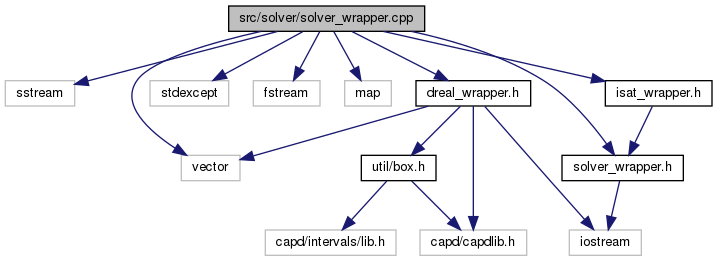 src/solver/solver_wrapper.cpp
sstream
stdexcept
fstream
map
dreal_wrapper.h
isat_wrapper.h
vector
util/box.h
solver_wrapper.h
capd/intervals/lib.h
capd/capdlib.h
iostream